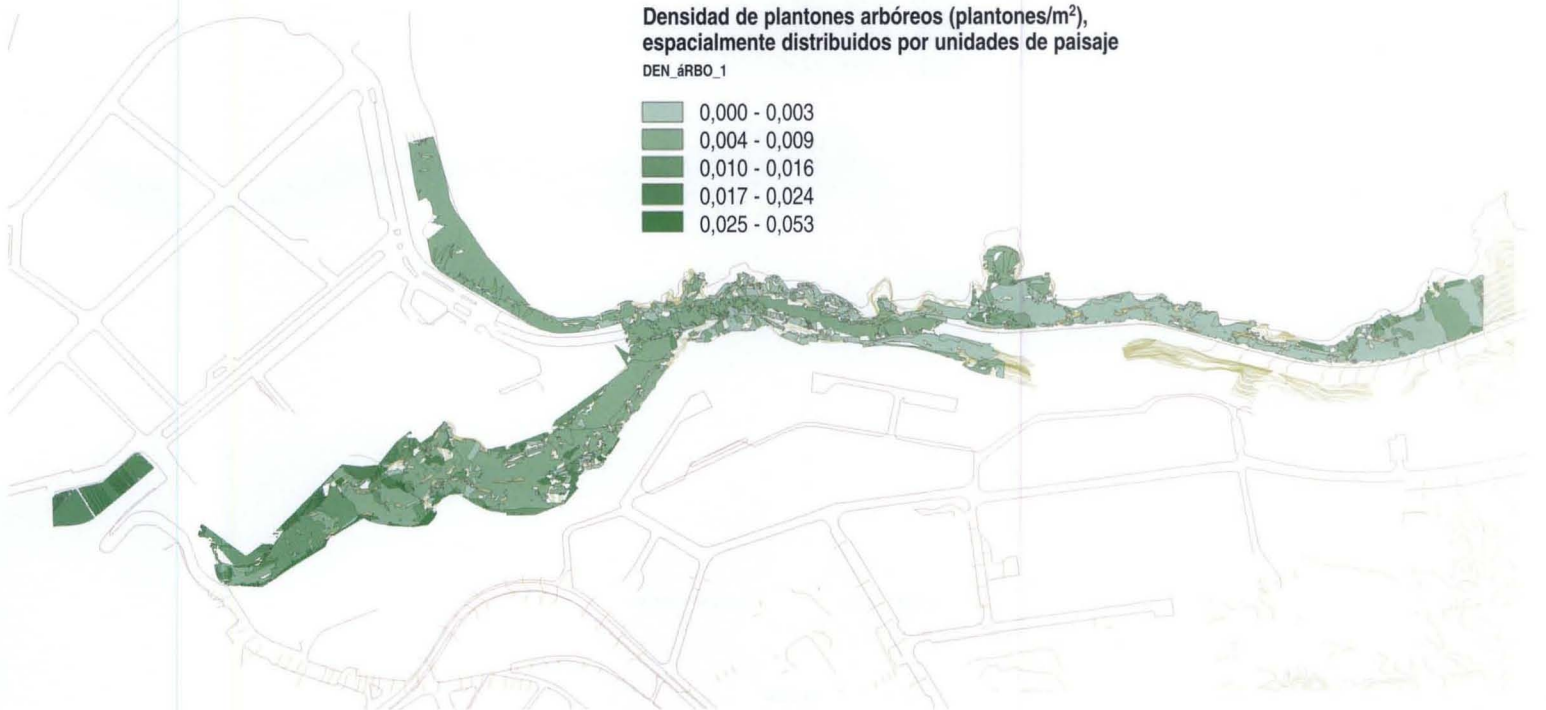 Densidad de plantones arbóreos (plantones/m²),
espacialmente distribuidos por unidades de paisaje
DEN_áRBO_1
0,000 - 0,003
0,004 - 0,009
0,010 - 0,016
0,017 - 0,024
0,025 - 0,053